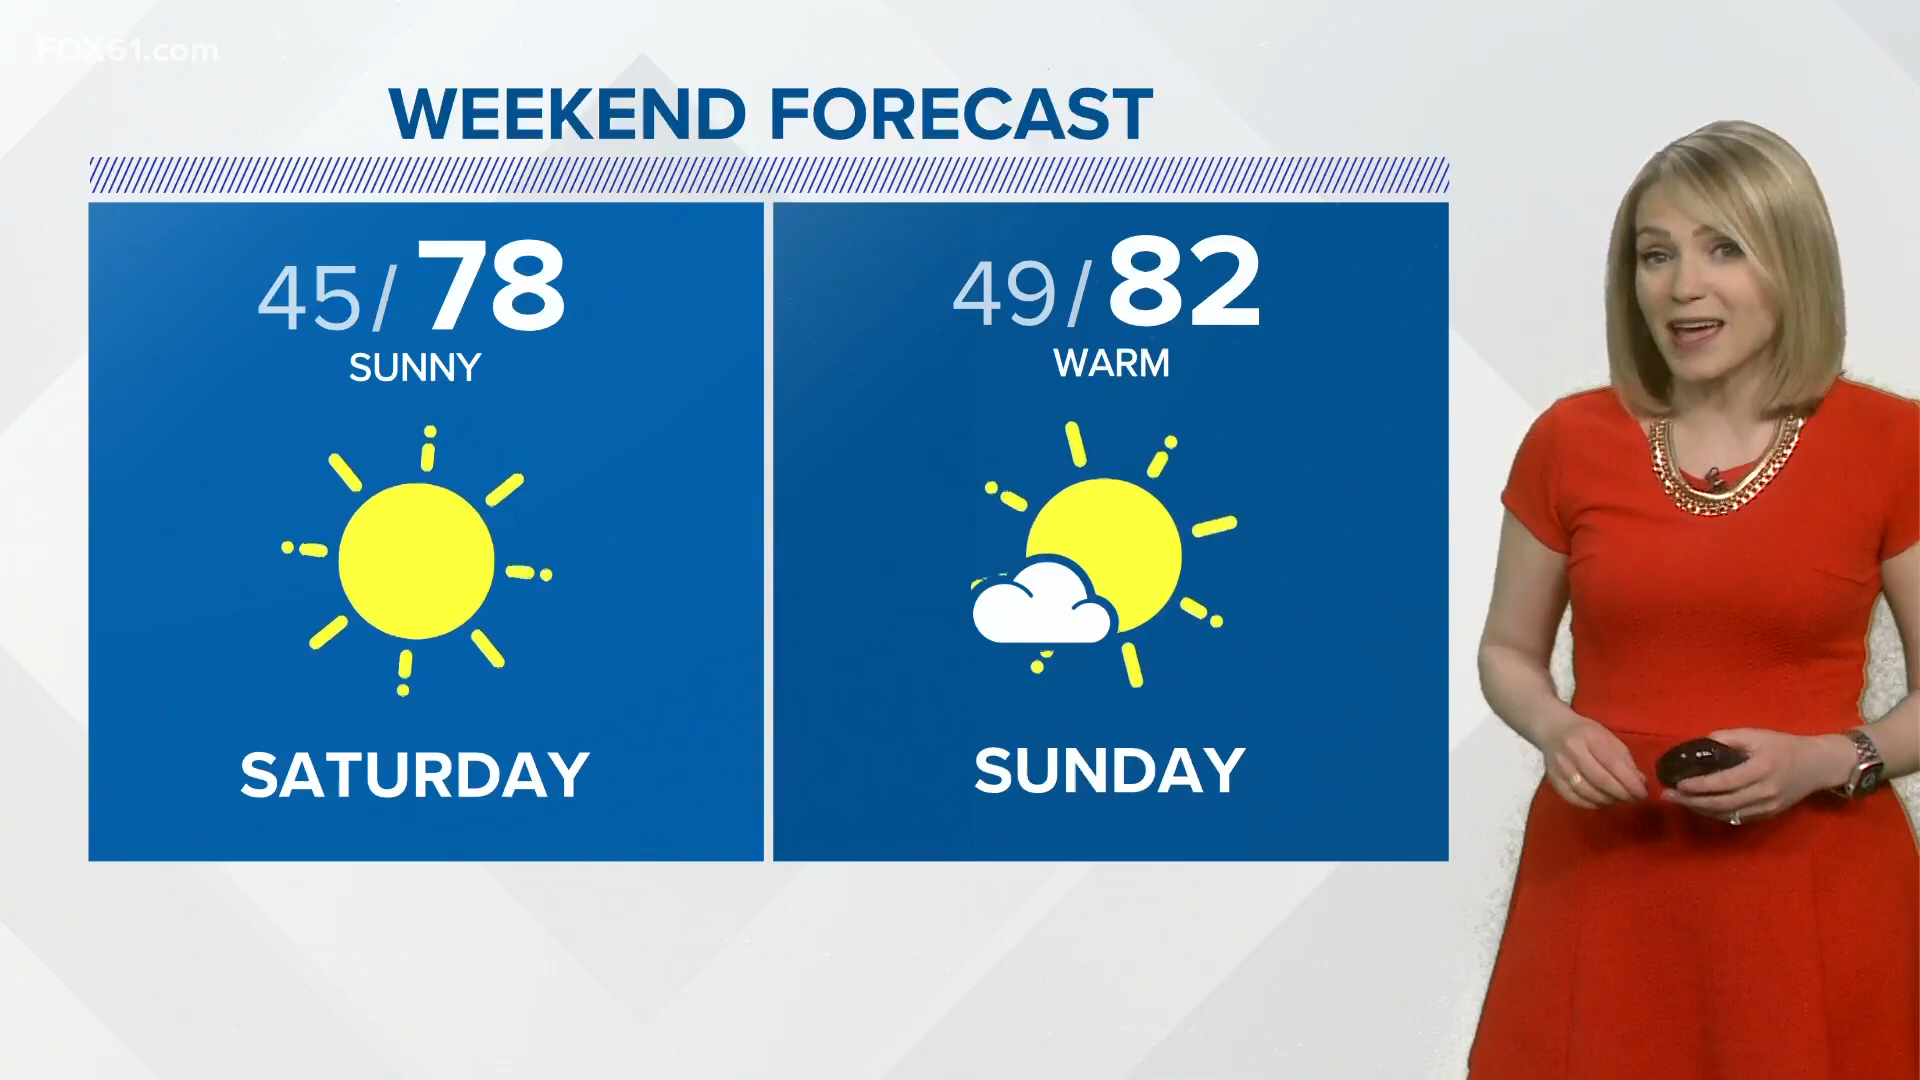 FOX61.com
WEEKEND FORECAST
45/78
SUNNY
SATURDAY
49/82
WARM
SUNDAY